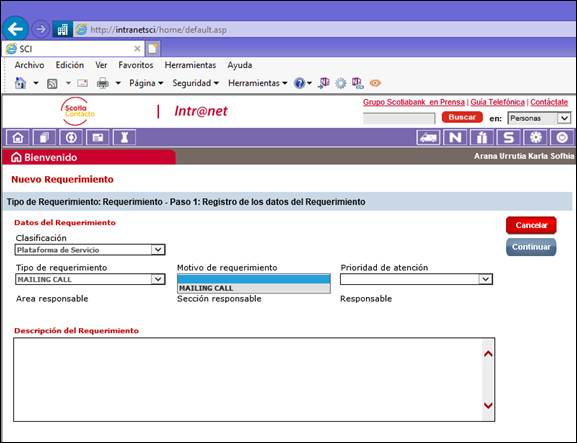 http://intranetsci/home/default.asp
SCI
Archivo Edición Ver Favoritos Herramientas Ayuda
Página Seguridad Herramientas
Scotia Contacto
Intr@net
Grupo Scotiabank en Prensa | Guía Telefónica | Contáctate
Buscar en: Personas
N S
Bienvenido
Arana Urrutia Karla Sofhia
Nuevo Requerimiento
Tipo de Requerimiento: Requerimiento - Paso 1: Registro de los datos del Requerimiento
Datos del Requerimiento
Cancelar
Clasificación
Continuar
Plataforma de Servicio
Tipo de requerimiento Motivo de requerimiento Prioridad de atención
MAILING CALL
MAILING CALL
Area responsable Sección responsable Responsable
Descripción del Requerimiento